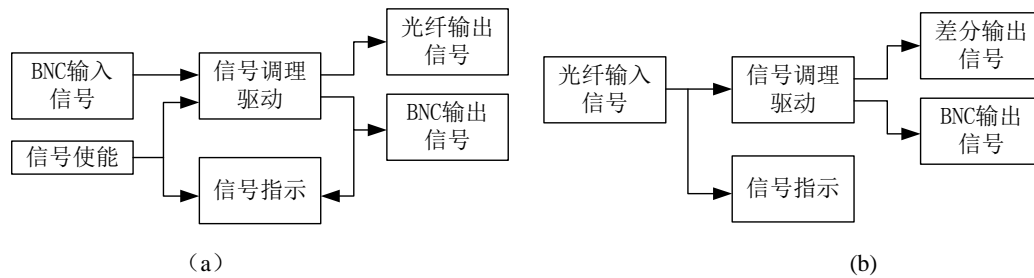 BNC输入
信号
信号使能
信号调理
驱动
信号指示
光纤输出
信号
BNC输出
信号
（a）
光纤输入
信号
信号调理
驱动
信号指示
差分输出
信号
BNC输出
信号
(b)